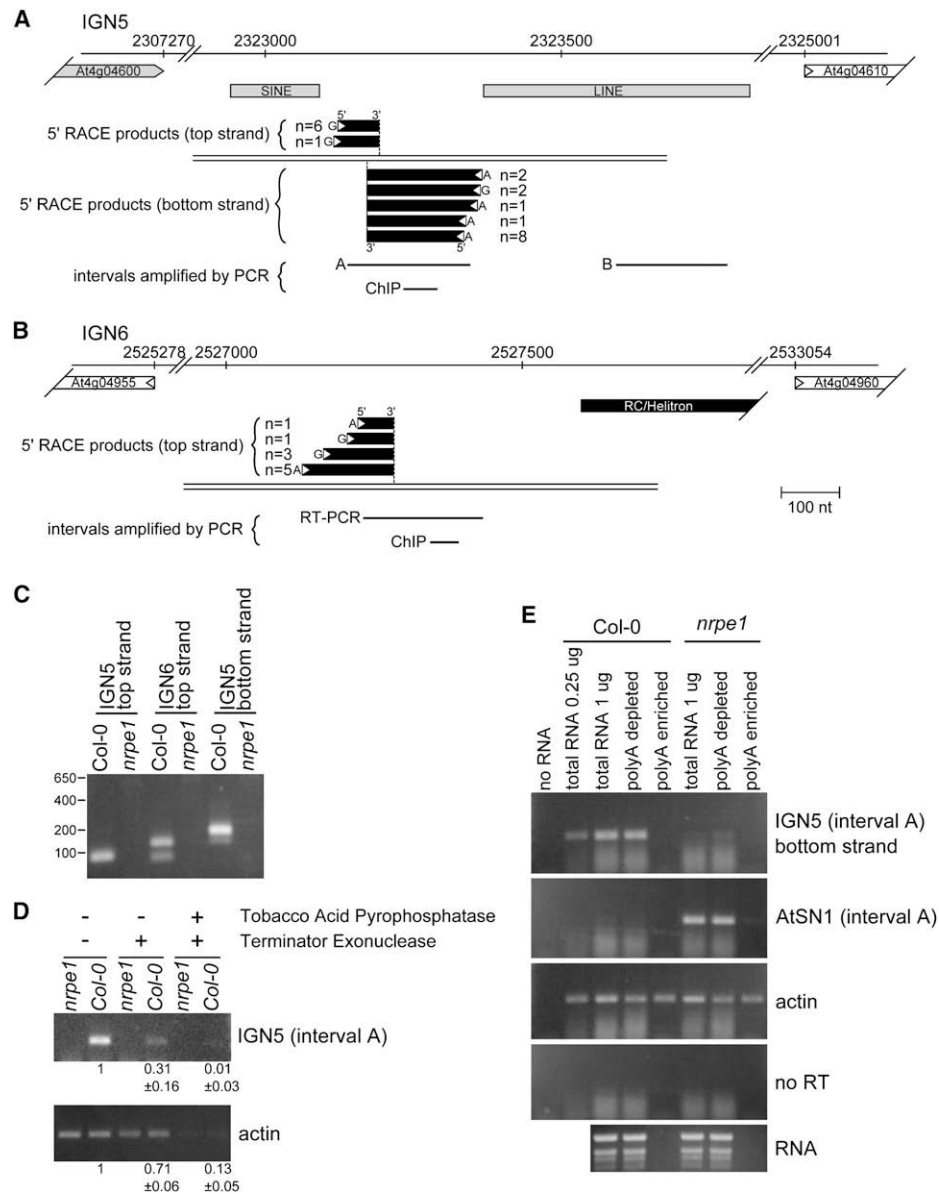 A
IGN5
2307270
2323000
2323500
2325001
At4g04600
At4g04610
SINE
LINE
5' RACE products (top strand)
5' 3'
n=6 G
n=1 G
5' RACE products (bottom strand)
A n=2
G n=2
A n=1
A n=1
A n=8
3' 5'
intervals amplified by PCR
A
B
ChIP
B
IGN6
2525278
2527000
2527500
2533054
At4g04955
At4g04960
RC/Helitron
5' RACE products (top strand)
5' 3'
n=1 A
n=1 G
n=3 G
n=5 A
100 nt
intervals amplified by PCR
RT-PCR
ChIP
C
IGN5 top strand
IGN6 top strand
IGN5 bottom strand
Col-0
nrpe1
Col-0
nrpe1
Col-0
nrpe1
650
400
200
100
D
- - + Tobacco Acid Pyrophosphatase
- + + Terminator Exonuclease
nrpe1
Col-0
nrpe1
Col-0
nrpe1
Col-0
IGN5 (interval A)
1 0.31 0.01
±0.16 ±0.03
actin
1 0.71 0.13
±0.06 ±0.05
E
Col-0 nrpe1
no RNA
total RNA 0.25 ug
total RNA 1 ug
polyA depleted
polyA enriched
total RNA 1 ug
polyA depleted
polyA enriched
IGN5 (interval A)
bottom strand
AtSN1 (interval A)
actin
no RT
RNA